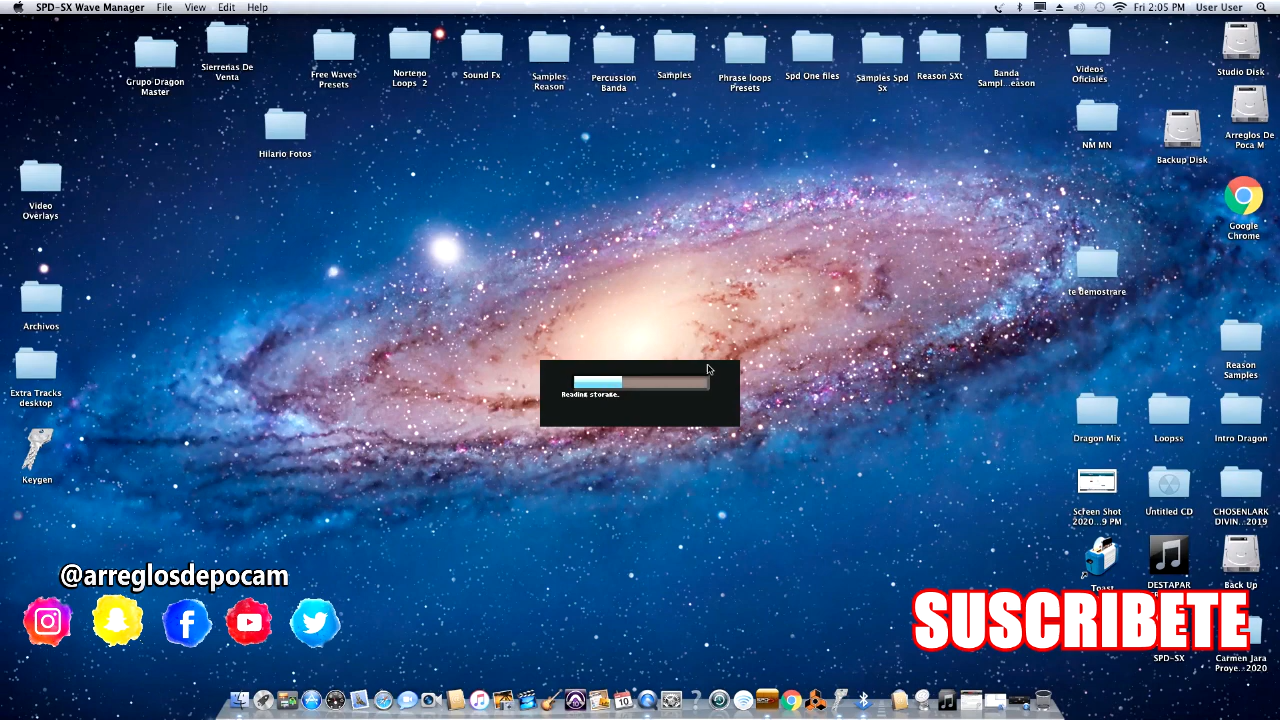 SPD-SX Wave Manager File View Edit Help
Fri 2:05 PM User User
Grupo Dragon
Master
Sierrenas De
Venta
Free Waves
Presets
Norteno
Loops 2
Sound Fx
Samples
Reason
Percussion
Banda
Samples
Phrase loops
Presets
Spd One files
Samples Spd
Sx
Reason SXt
Banda
Sampl...eason
Videos
Oficiales
Studio Disk
Hilario Fotos
NM MN
Backup Disk
Arreglos De
Poca M
Video
Overlays
Google
Chrome
te demostrare
Archivos
Reason
Samples
Extra Tracks
desktop
Reading storage.
Dragon Mix
Loopss
Intro Dragon
Keygen
Screen Shot
2020...9 PM
Untitled CD
CHOSENLARK
DIVIN...2019
@arreglosdepocam
Toast
DESTAPAR
Back Up
SUSCRIBETE
SPD-SX
Carmen Jara
Proye...2020